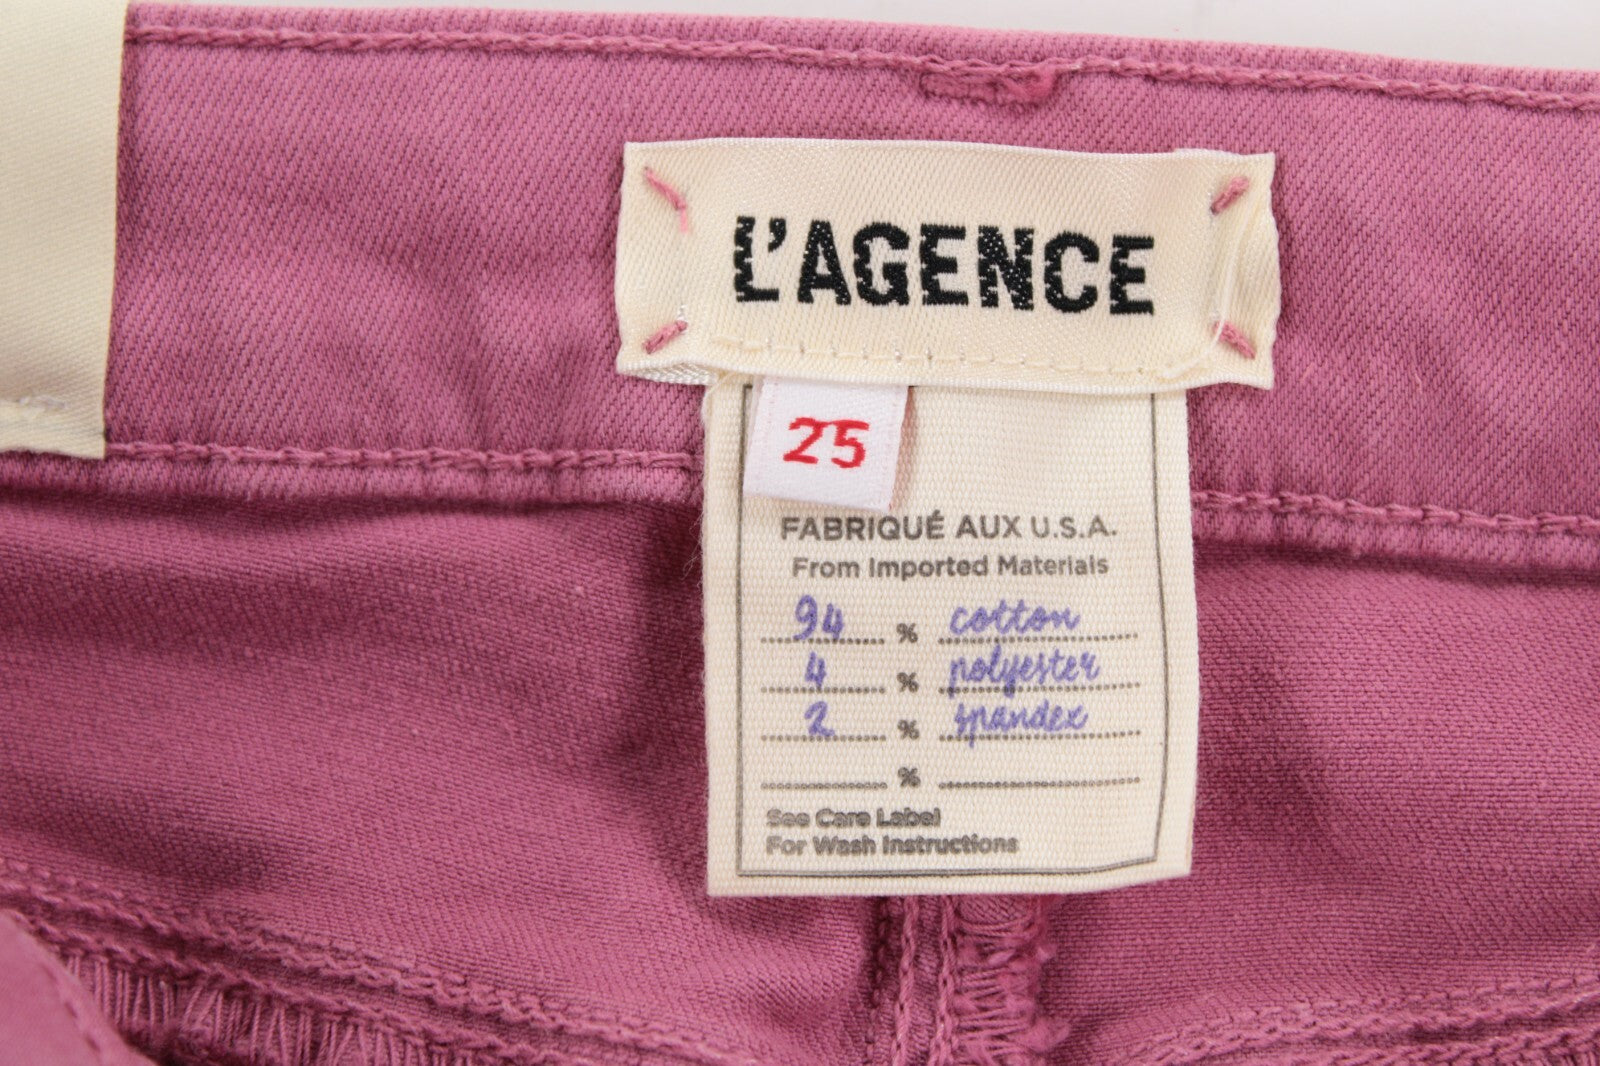 L'AGENCE
25
FABRIQUÉ AUX U.S.A.
From Imported Materials
94 % cotton
4 % polyester
2 % spandex
%
See Care Label
For Wash Instructions